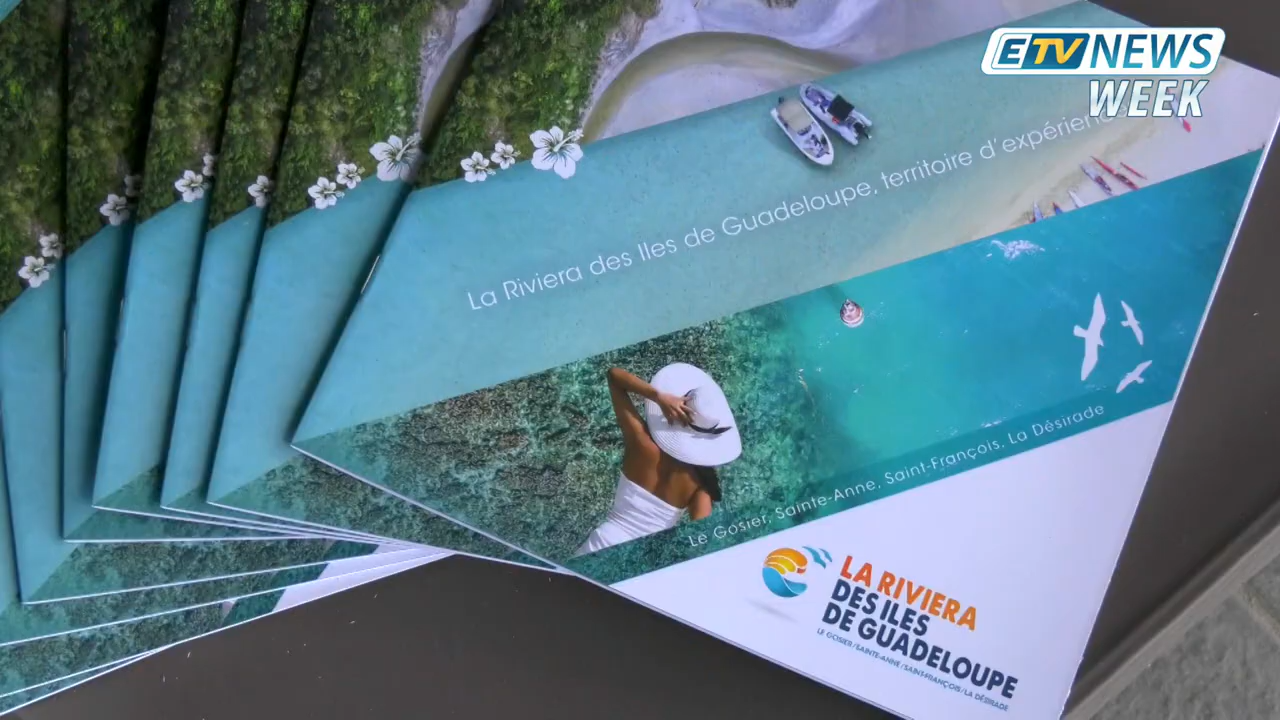 ETV NEWS
WEEK
La Riviera des Iles de Guadeloupe, territoire
Le Gosier, Sainte-Anne, Saint-François, La Désirade
LA RIVIERA
DES ILES
DE GUADELOUPE
LE GOSIER / SAINTE-ANNE / SAINT-FRANÇOIS / LA DÉSIRADE